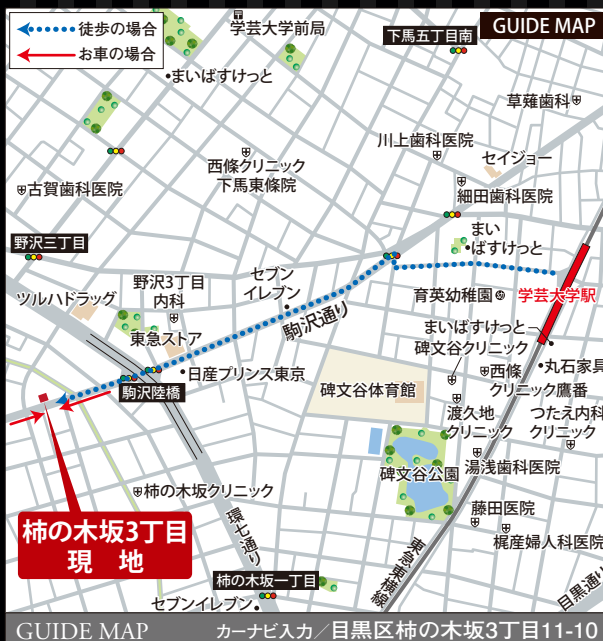 徒歩の場合
お車の場合
学芸大学前局
下馬五丁目南
GUIDE MAP
まいばすけっと
草薙歯科
川上歯科医院
セイジョー
西條クリニック
下馬東條院
古賀歯科医院
細田歯科医院
野沢三丁目
まい
ばすけっと
野沢3丁目
内科
セブン
イレブン
ツルハドラッグ
育英幼稚園
学芸大学駅
駒沢通り
東急ストア
まいばすけっと
碑文谷クリニック
日産プリンス東京
丸石家具
駒沢陸橋
碑文谷体育館
西條
クリニック鷹番
渡久地
クリニック
つたえ内科
クリニック
碑文谷公園
湯浅歯科医院
柿の木坂クリニック
柿の木坂3丁目
現 地
環七通り
藤田医院
梶産婦人科医院
東急東横線
目黒通り
柿の木坂一丁目
セブンイレブン
GUIDE MAP
カーナビ入力／目黒区柿の木坂3丁目11-10